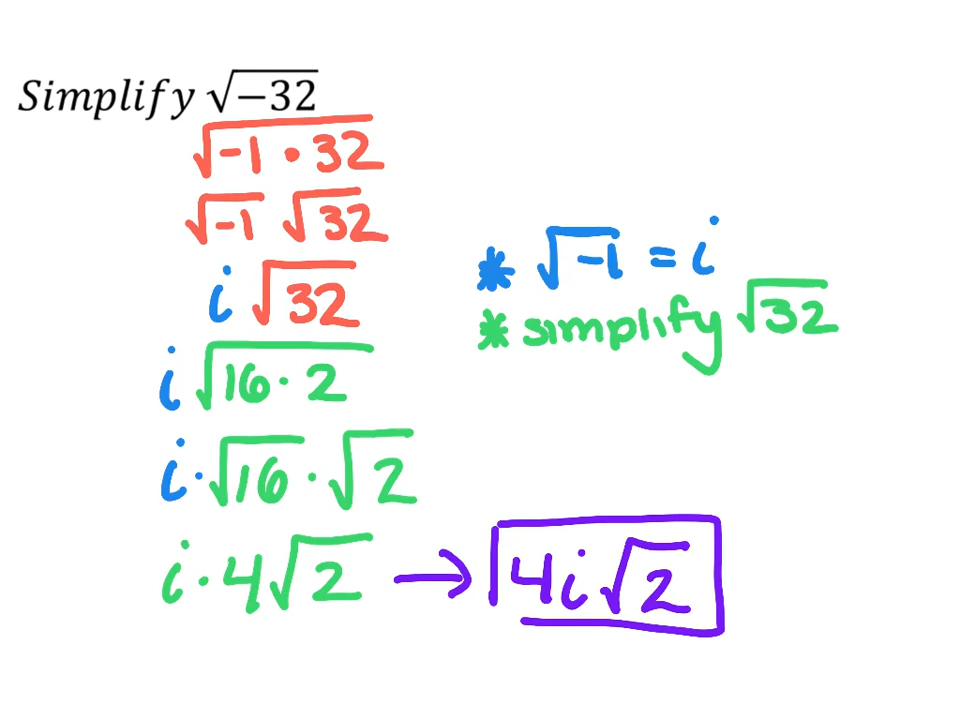 Simplify √−32
√−1 · 32
√−1 √32
i √32
* √−1 = i
* simplify √32
i √16 · 2
i · √16 · √2
i · 4√2 → 4i√2